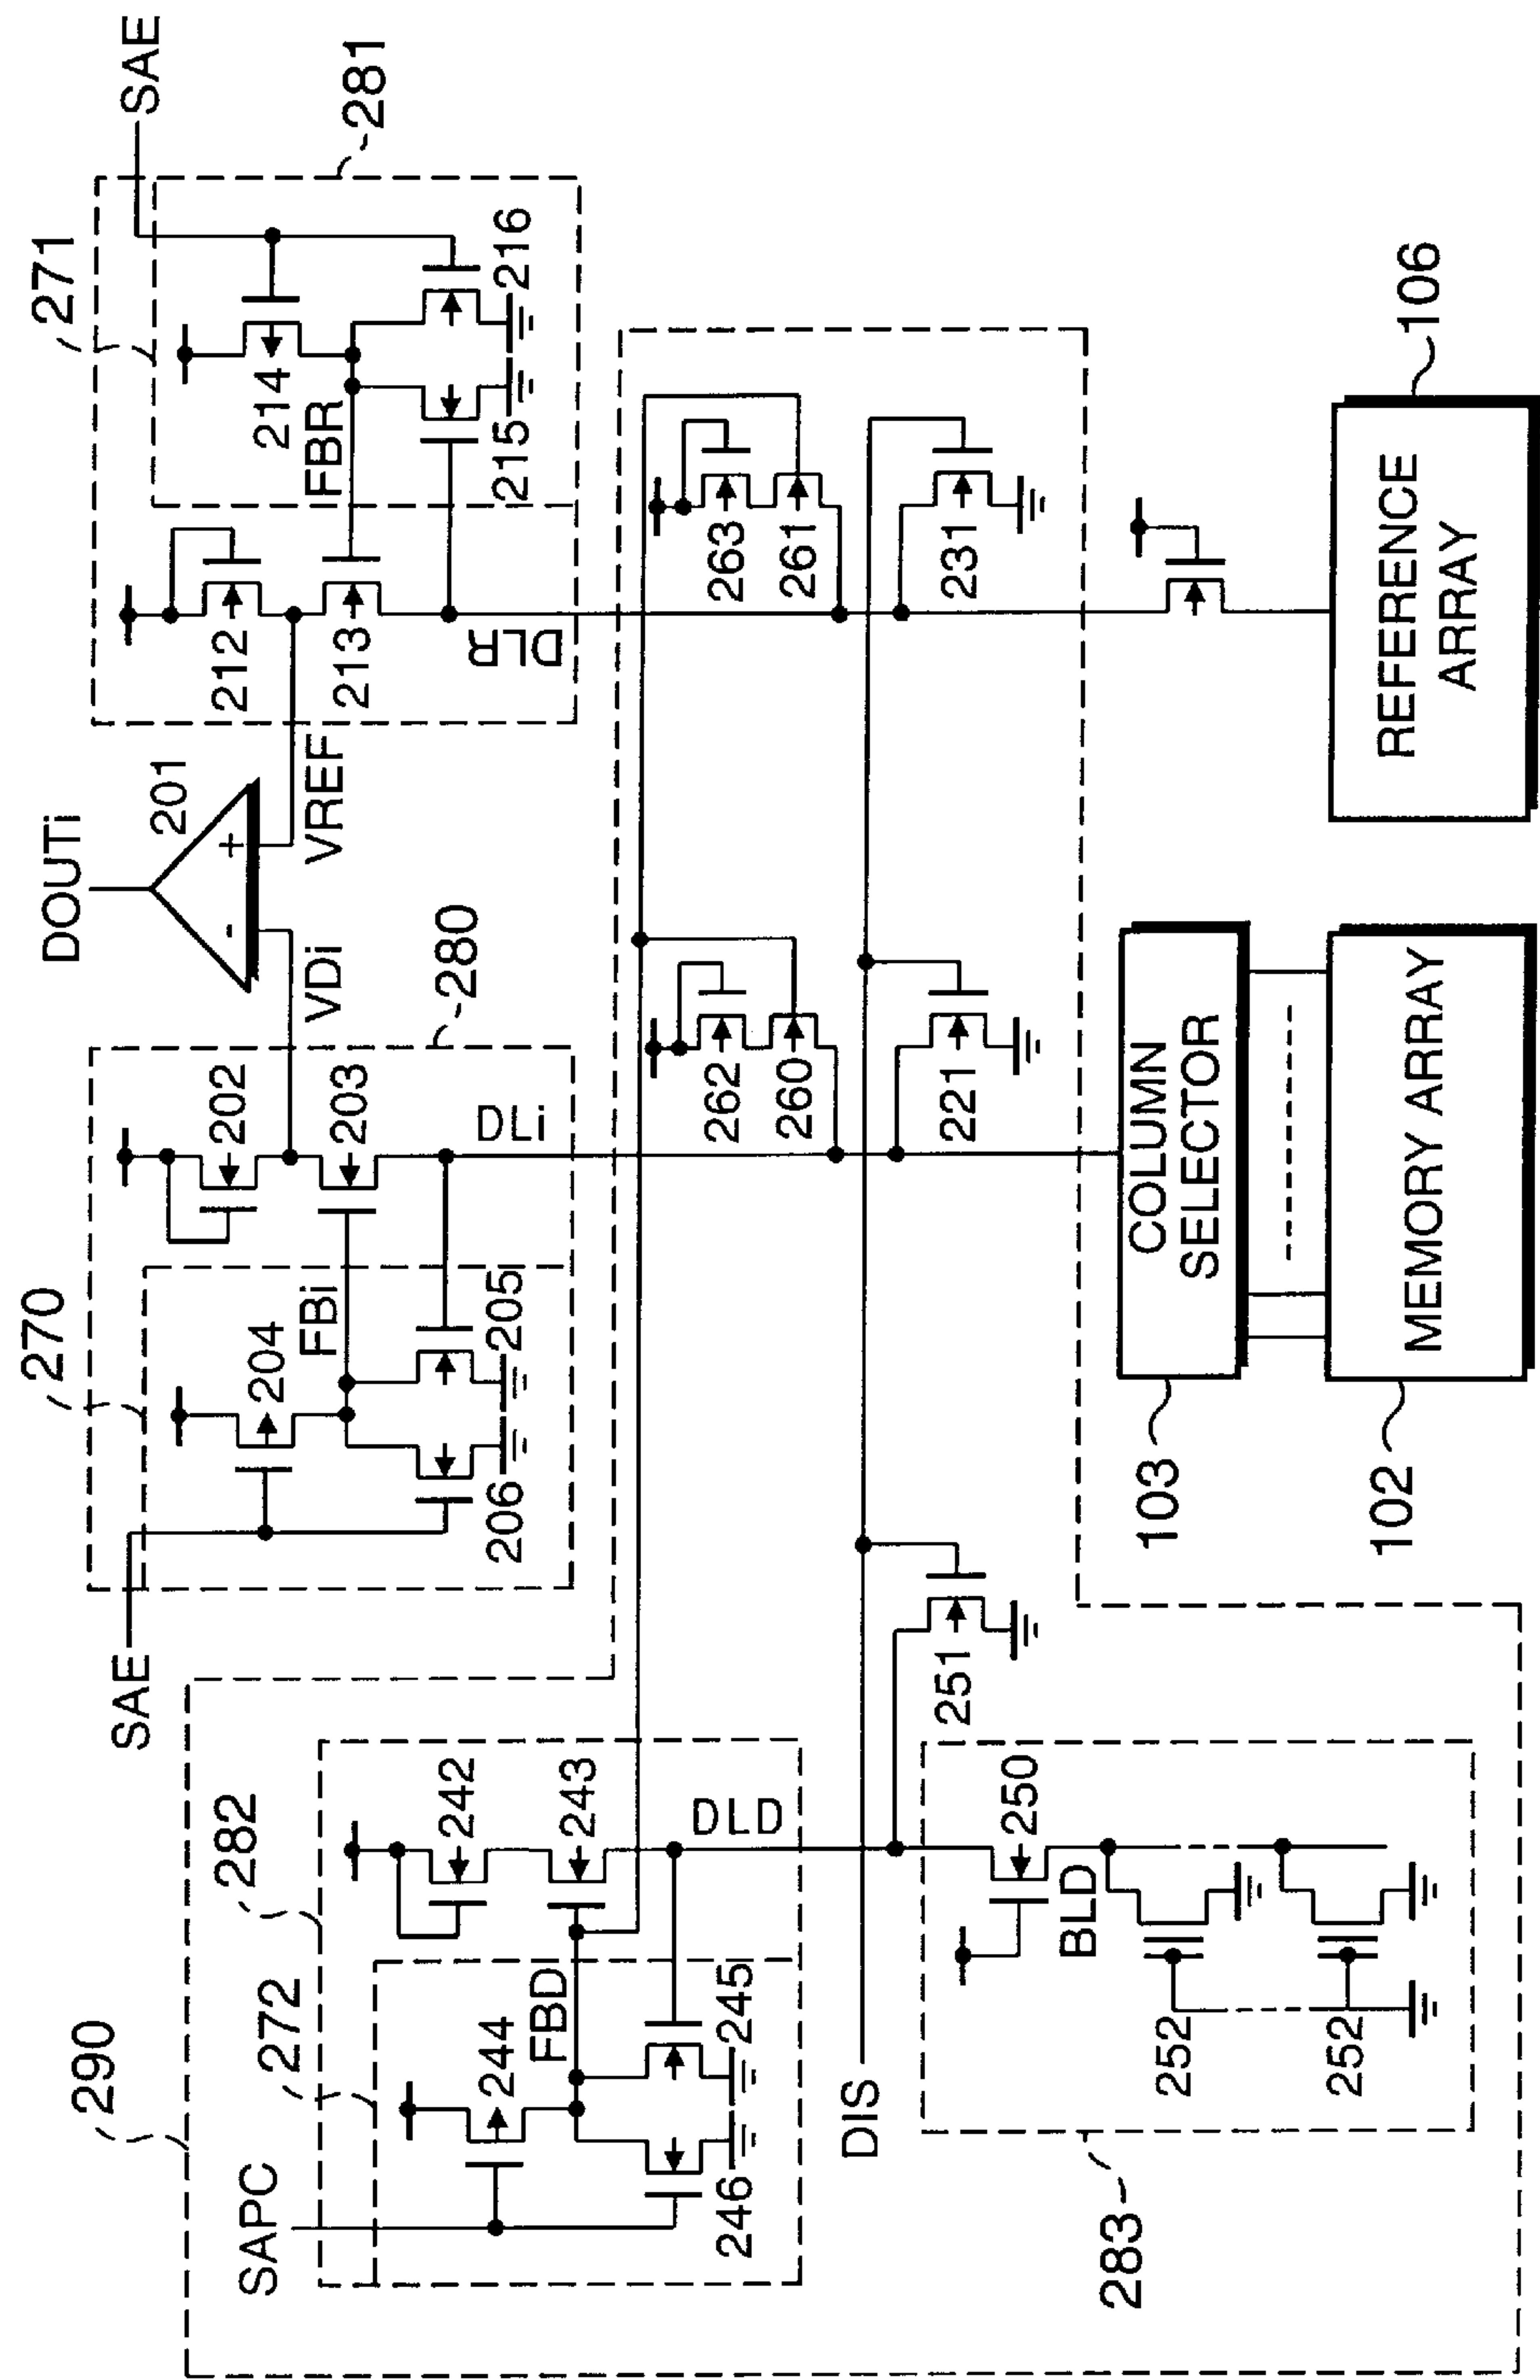 DOUTi
SAE
270
271
201
-
+
204
202
VDi
VREF
212
214
281
SAE
FBi
203
280
213
FBR
206
205
DLi
DLR
215
216
290
282
272
SAPC
244
242
FBD
243
246
245
DLD
262
260
263
261
DIS
251
221
231
250
BLD
252
252
283
103
COLUMN
SELECTOR
102
MEMORY ARRAY
REFERENCE
ARRAY
106